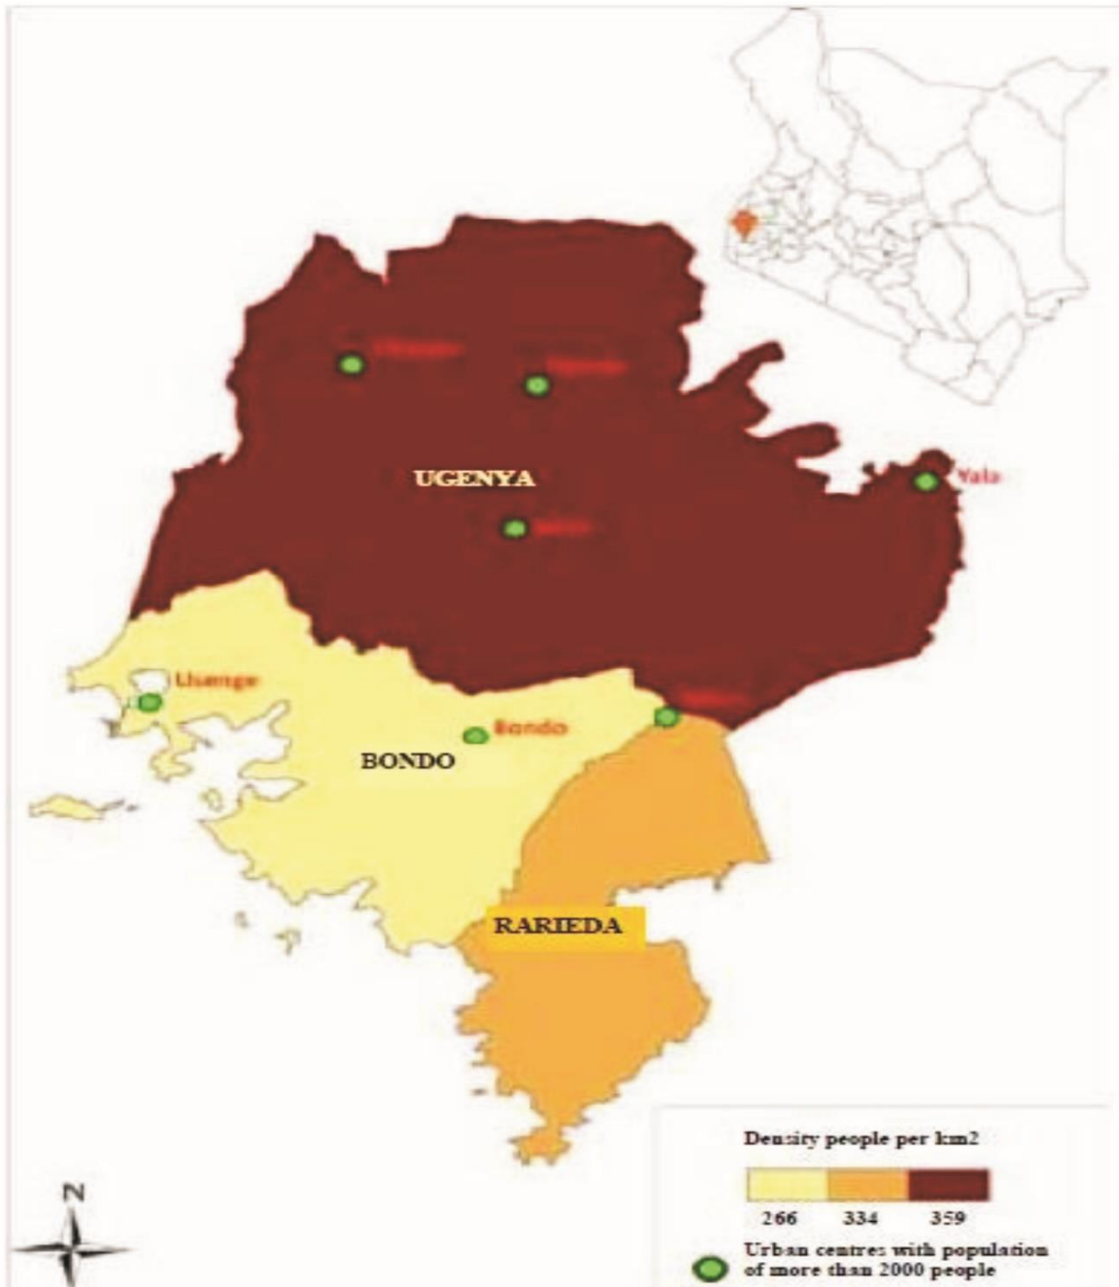 UGENYA
Yala
Usenge
Bondo
BONDO
RARIEDA
N
Density people per km2
266 334 359
Urban centres with population
of more than 2000 people